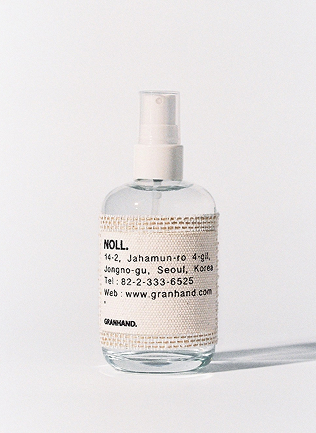 NOLL.
14-2, Jahamun-ro 4-gil,
Jongno-gu, Seoul, Korea
Tel : 82-2-333-6525
Web : www.granhand.com
GRANHAND.